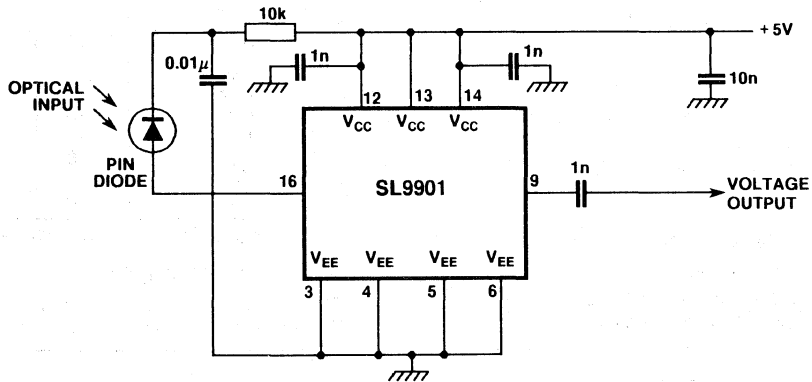 10k
+5V
0.01μ
1n
1n
10n
OPTICAL
INPUT
12
13
14
VCC
VCC
VCC
PIN
DIODE
16
SL9901
9
1n
VOLTAGE
OUTPUT
VEE
VEE
VEE
VEE
3
4
5
6